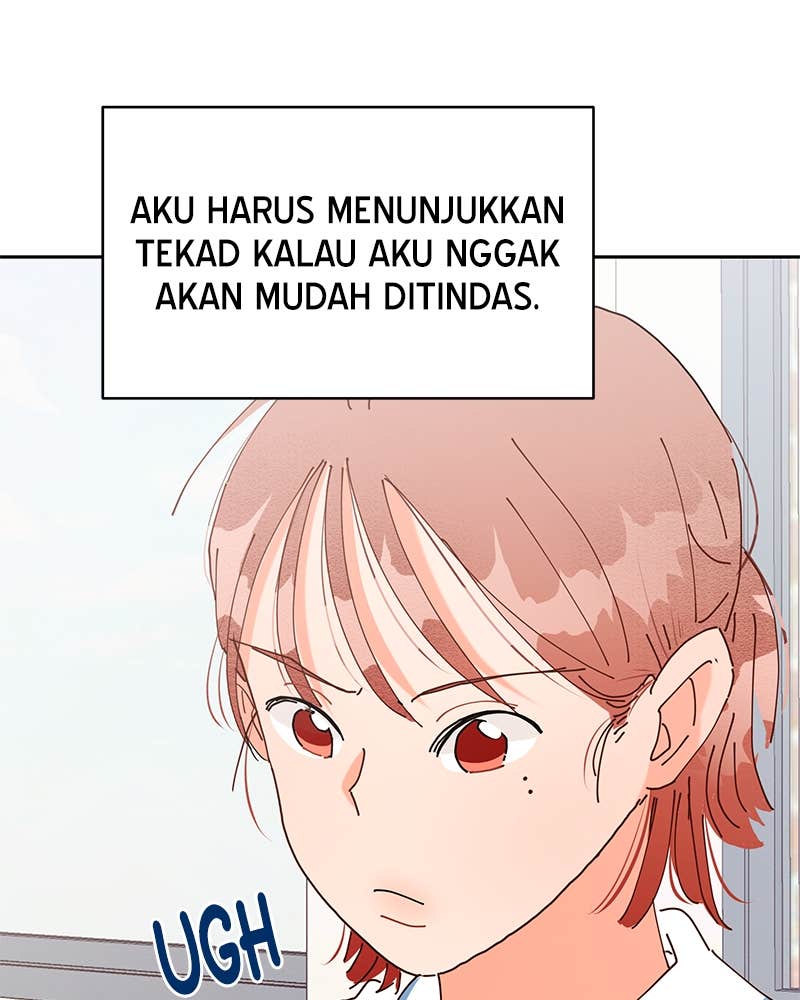 AKU HARUS MENUNJUKKAN
TEKAD KALAU AKU NGGAK
AKAN MUDAH DITINDAS.
UGH